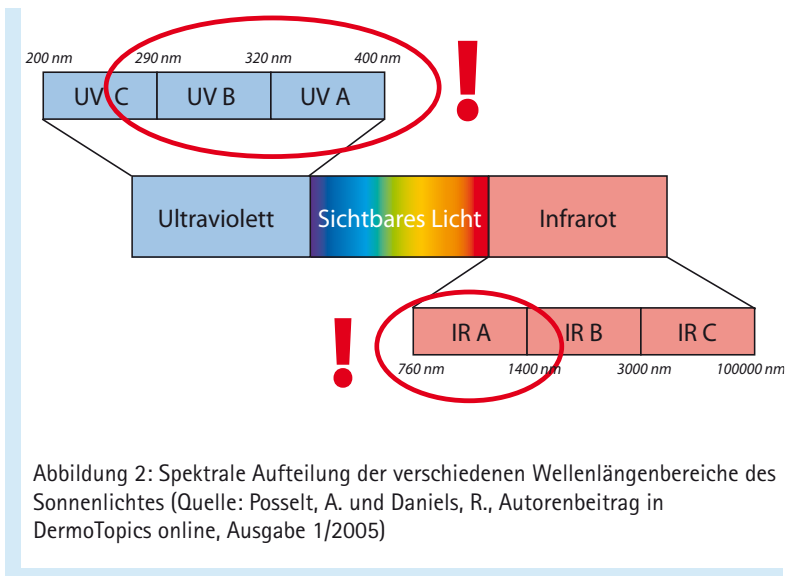 200 nm 290 nm 320 nm 400 nm
!
UV C UV B UV A
Ultraviolett Sichtbares Licht Infrarot
!
IR A IR B IR C
760 nm 1400 nm 3000 nm 100000 nm
Abbildung 2: Spektrale Aufteilung der verschiedenen Wellenlängenbereiche des
Sonnenlichtes (Quelle: Posselt, A. und Daniels, R., Autorenbeitrag in
DermoTopics online, Ausgabe 1/2005)